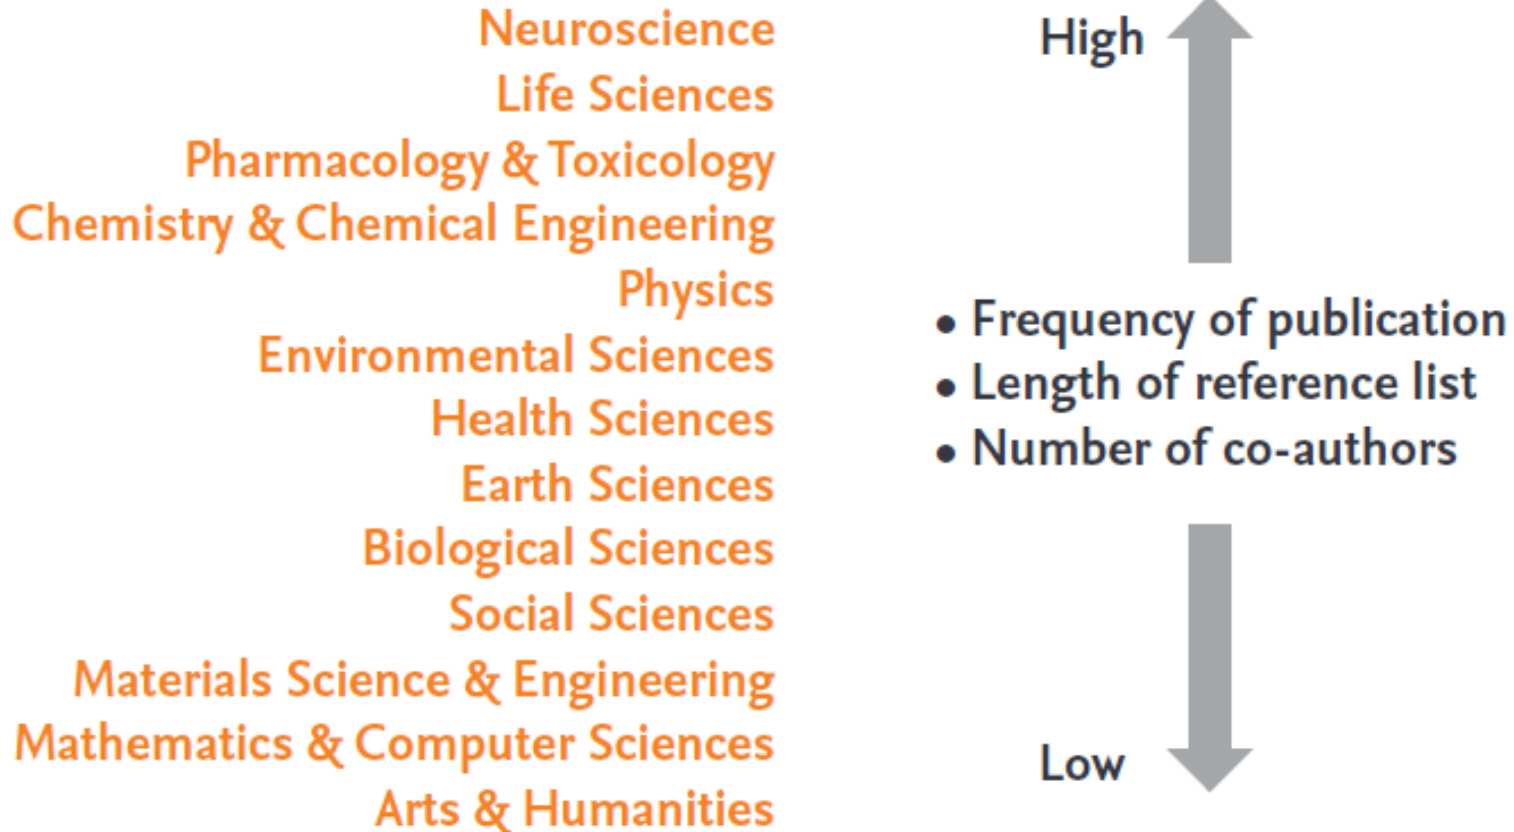 Neuroscience
Life Sciences
Pharmacology & Toxicology
Chemistry & Chemical Engineering
Physics
Environmental Sciences
Health Sciences
Earth Sciences
Biological Sciences
Social Sciences
Materials Science & Engineering
Mathematics & Computer Sciences
Arts & Humanities
High
• Frequency of publication
• Length of reference list
• Number of co-authors
Low